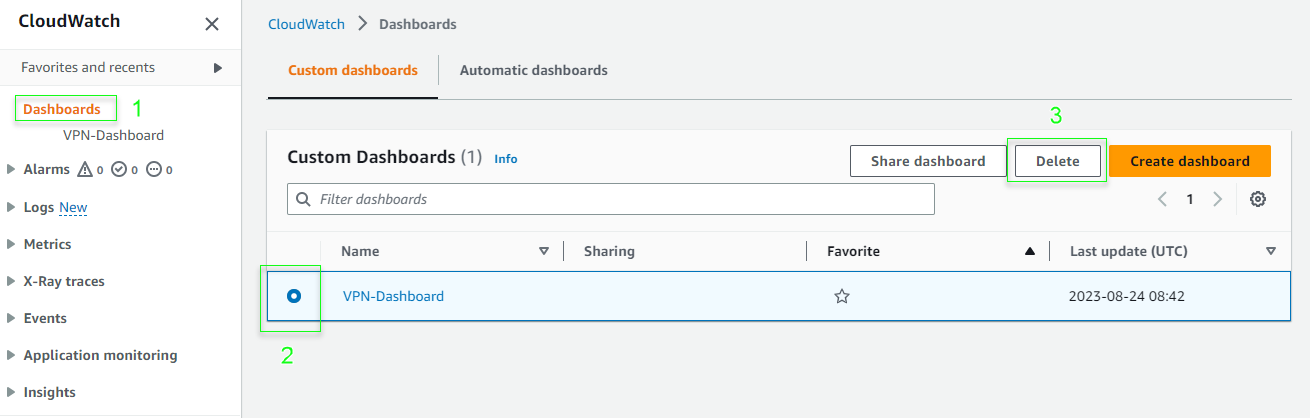 CloudWatch
CloudWatch > Dashboards
Favorites and recents
Custom dashboards Automatic dashboards
Dashboards 1
VPN-Dashboard
3
Alarms 0 0 0
Custom Dashboards (1) Info Share dashboard Delete Create dashboard
Logs New
Filter dashboards 1
Metrics
Name Sharing Favorite Last update (UTC)
X-Ray traces
VPN-Dashboard 2023-08-24 08:42
Events
2
Application monitoring
Insights